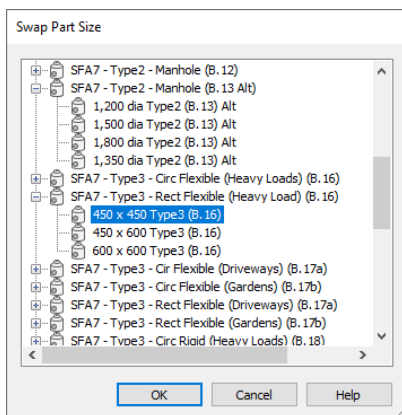 Swap Part Size
SFA7 - Type2 - Manhole (B.12)
SFA7 - Type2 - Manhole (B.13 Alt)
1,200 dia Type2 (B.13) Alt
1,500 dia Type2 (B.13) Alt
1,800 dia Type2 (B.13) Alt
1,350 dia Type2 (B.13) Alt
SFA7 - Type3 - Circ Flexible (Heavy Loads) (B.16)
SFA7 - Type3 - Rect Flexible (Heavy Load) (B.16)
450 x 450 Type3 (B.16)
450 x 600 Type3 (B.16)
600 x 600 Type3 (B.16)
SFA7 - Type3 - Cir Flexible (Driveways) (B.17a)
SFA7 - Type3 - Circ Flexible (Gardens) (B.17b)
SFA7 - Type3 - Rect Flexible (Driveways) (B.17a)
SFA7 - Type3 - Rect Flexible (Gardens) (B.17b)
SFA7 - Type3 - Circ Rigid (Heavy Loads) (B.18)
OK Cancel Help